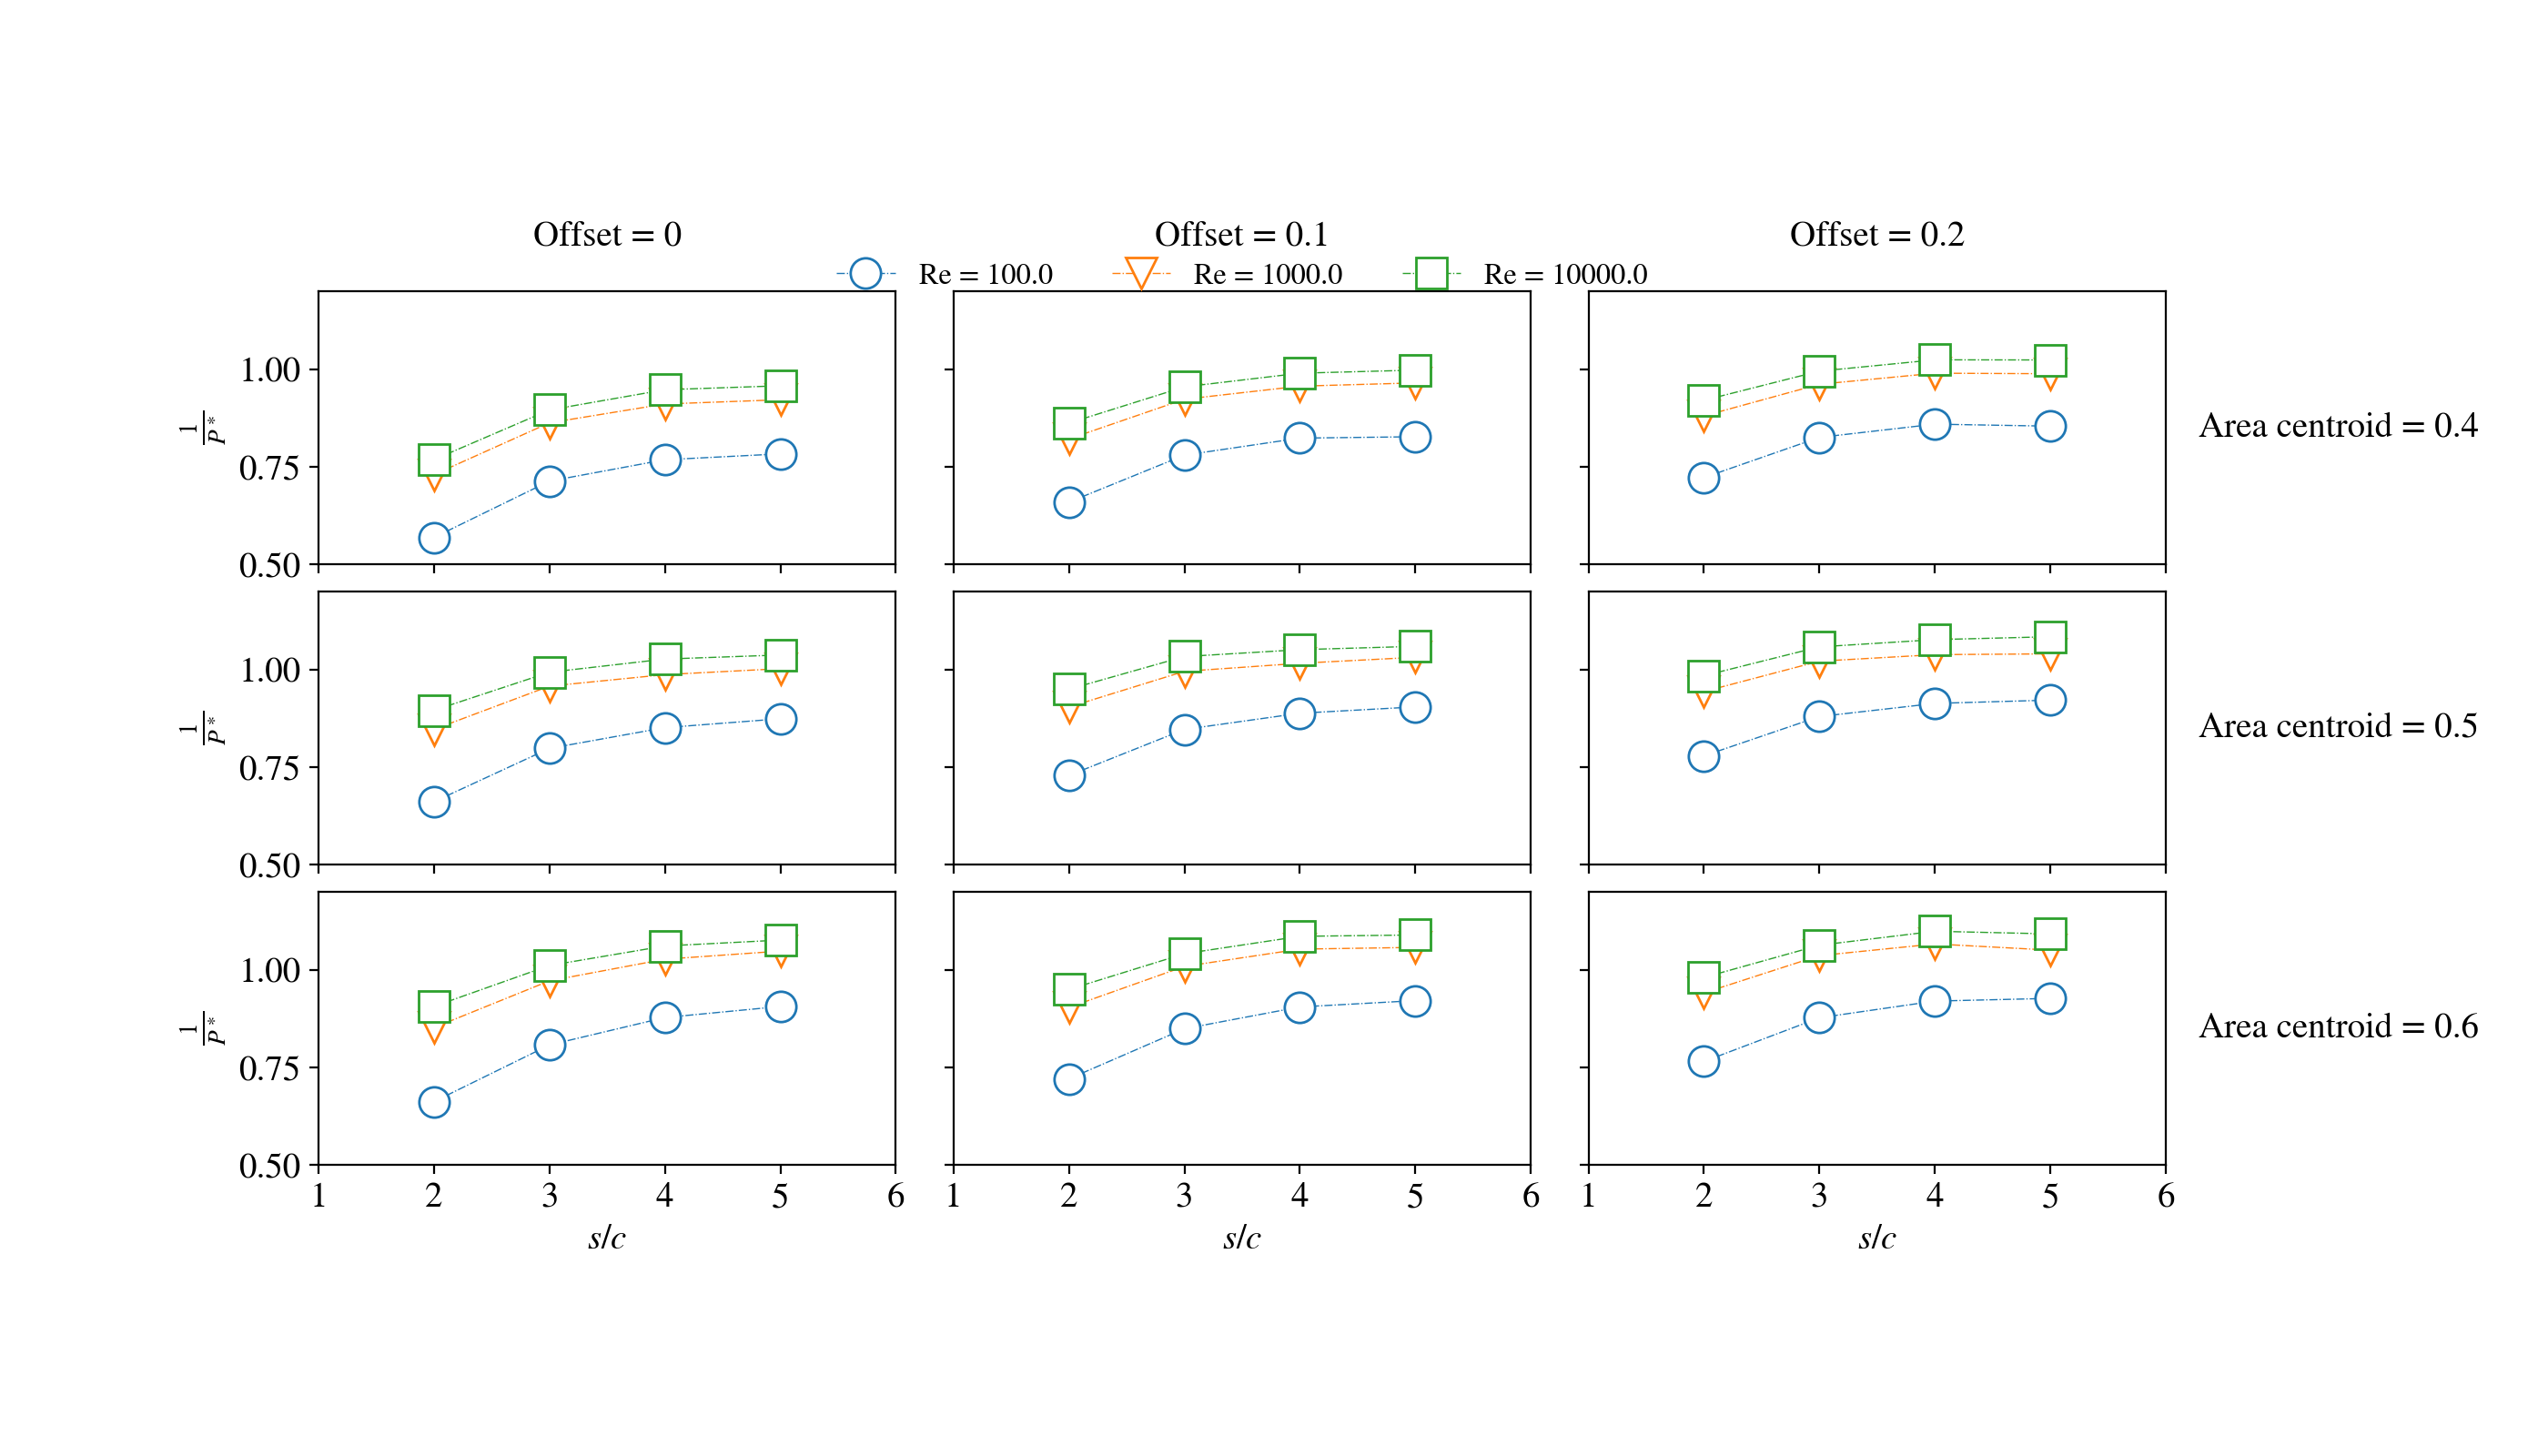 Offset = 0
Offset = 0.1
Offset = 0.2
Re = 100.0
Re = 1000.0
Re = 10000.0
1.00
0.75
0.50
1/P*
Area centroid = 0.4
1.00
0.75
0.50
1/P*
Area centroid = 0.5
1.00
0.75
0.50
1/P*
Area centroid = 0.6
1 2 3 4 5 6
1 2 3 4 5 6
1 2 3 4 5 6
s/c
s/c
s/c